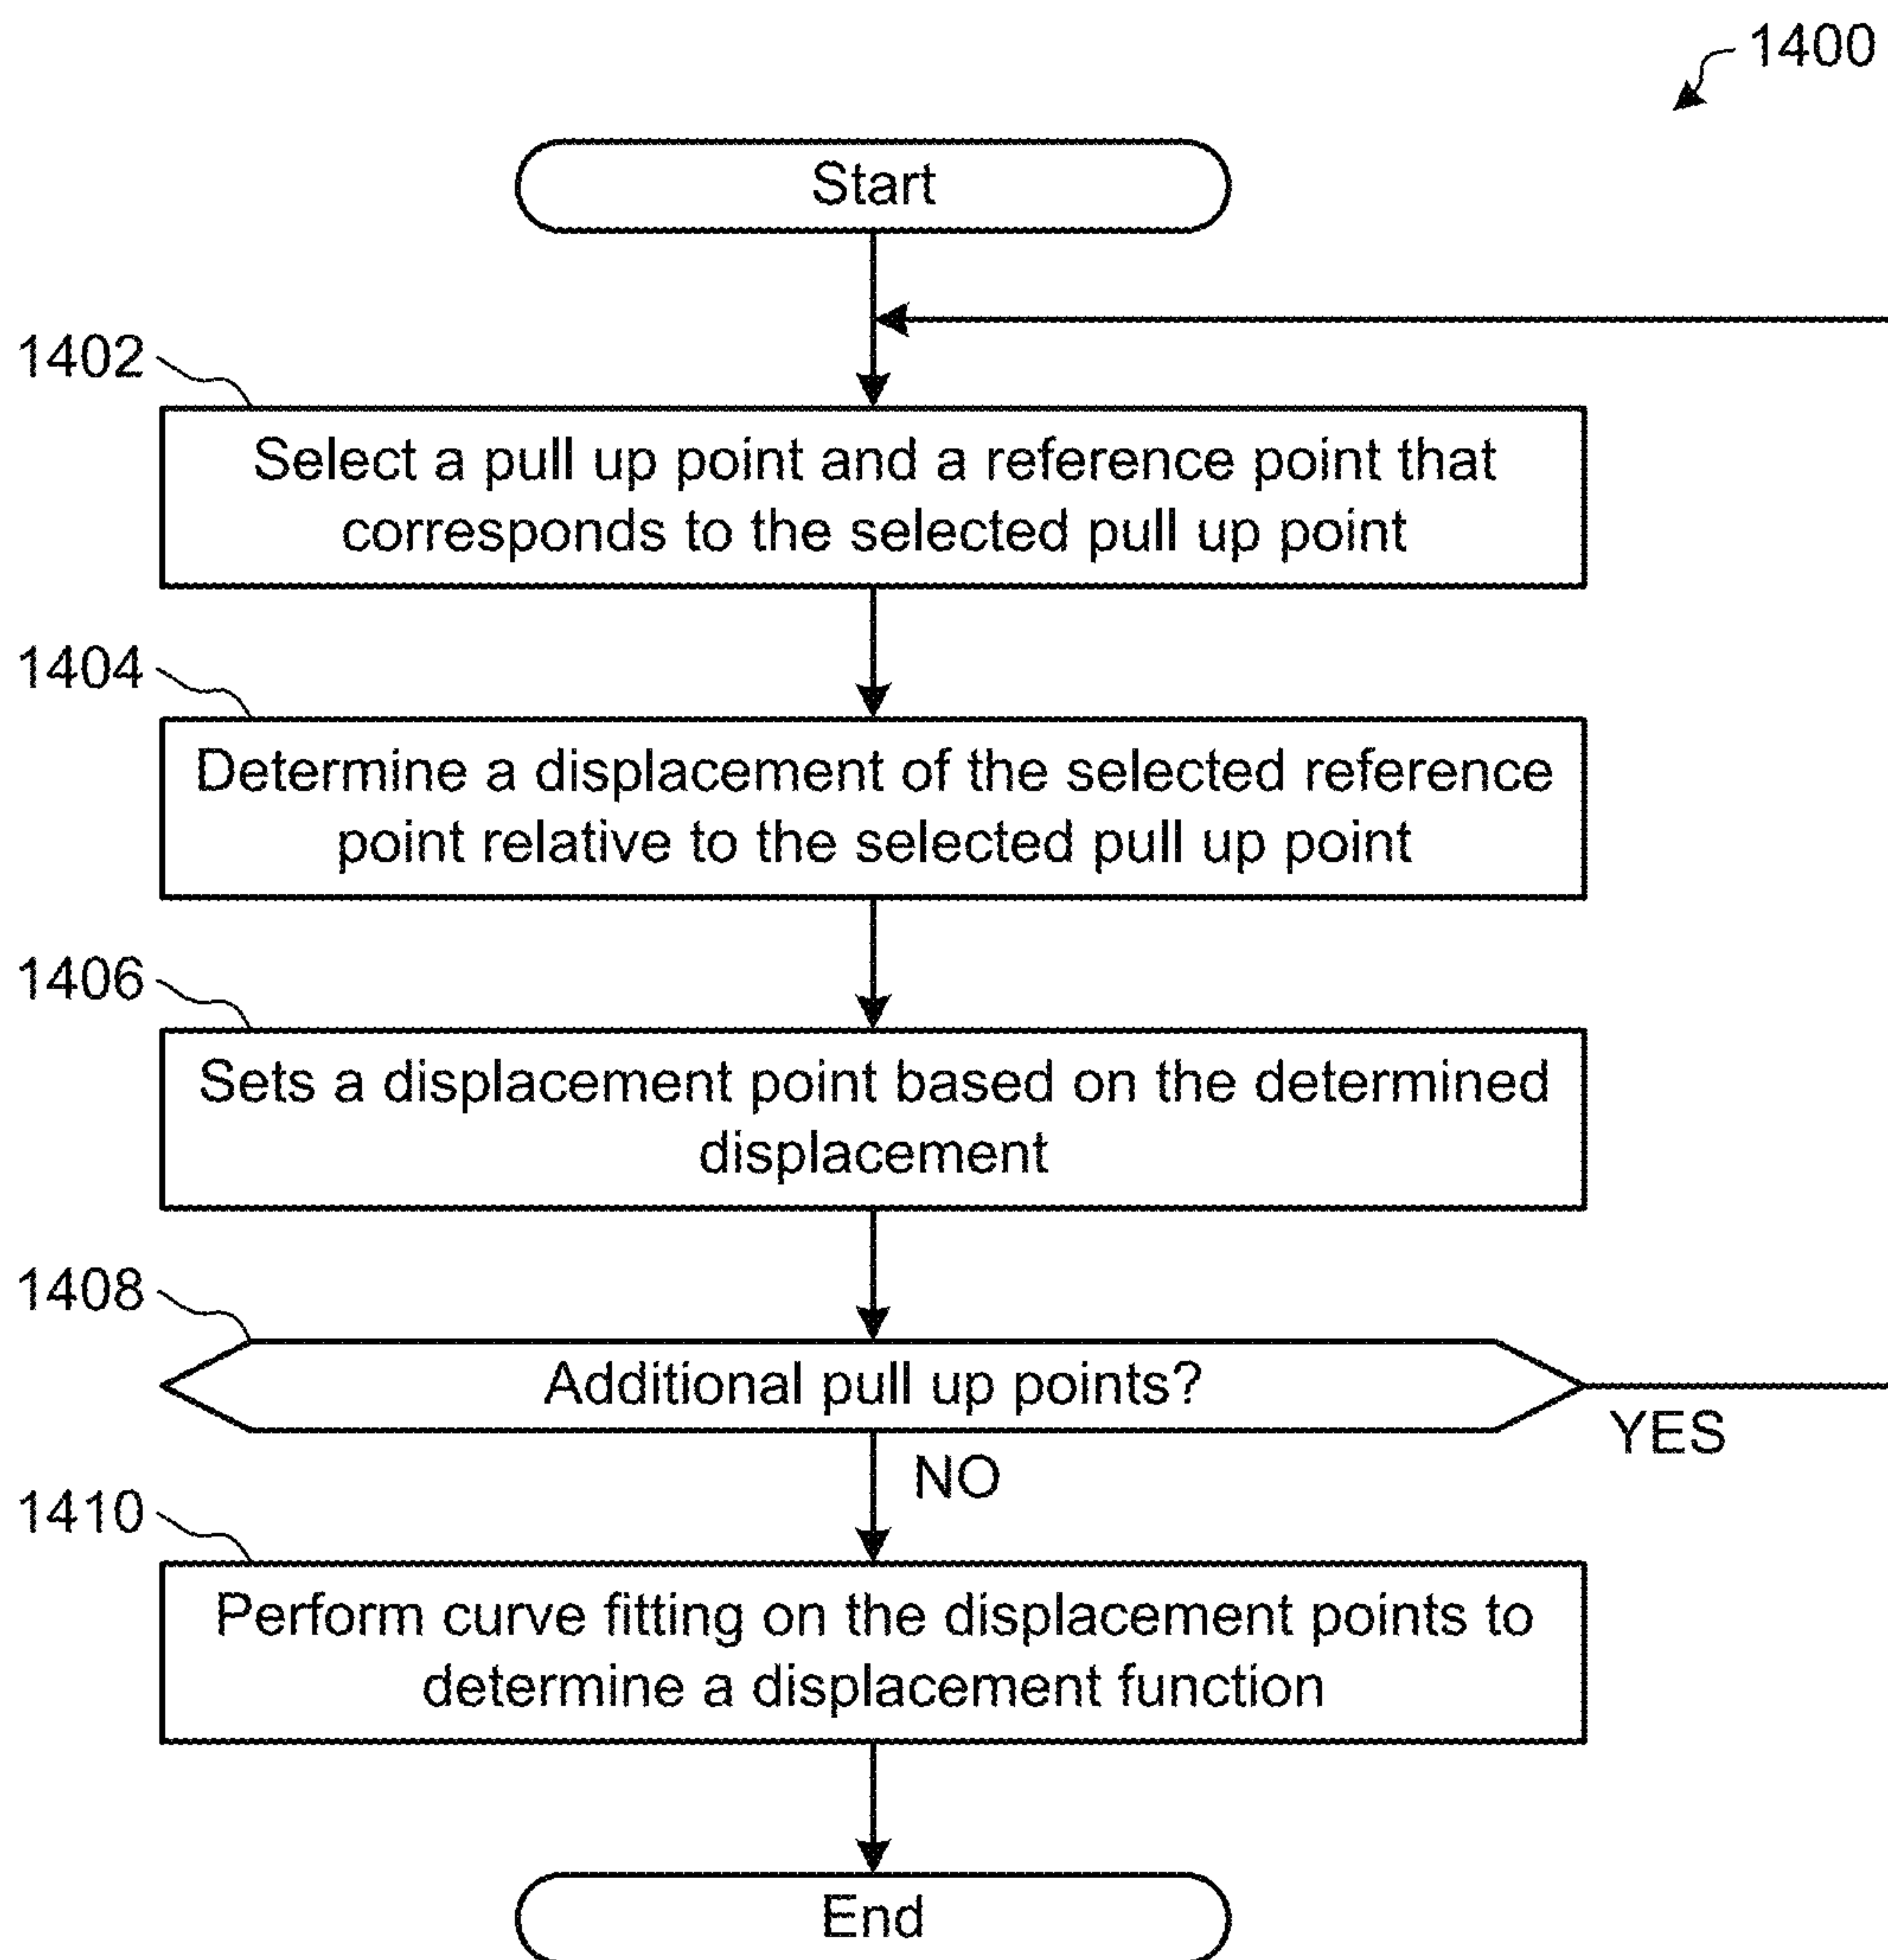 1400
Start
1402
Select a pull up point and a reference point that
corresponds to the selected pull up point
1404
Determine a displacement of the selected reference
point relative to the selected pull up point
1406
Sets a displacement point based on the determined
displacement
1408
Additional pull up points?
YES
NO
1410
Perform curve fitting on the displacement points to
determine a displacement function
End